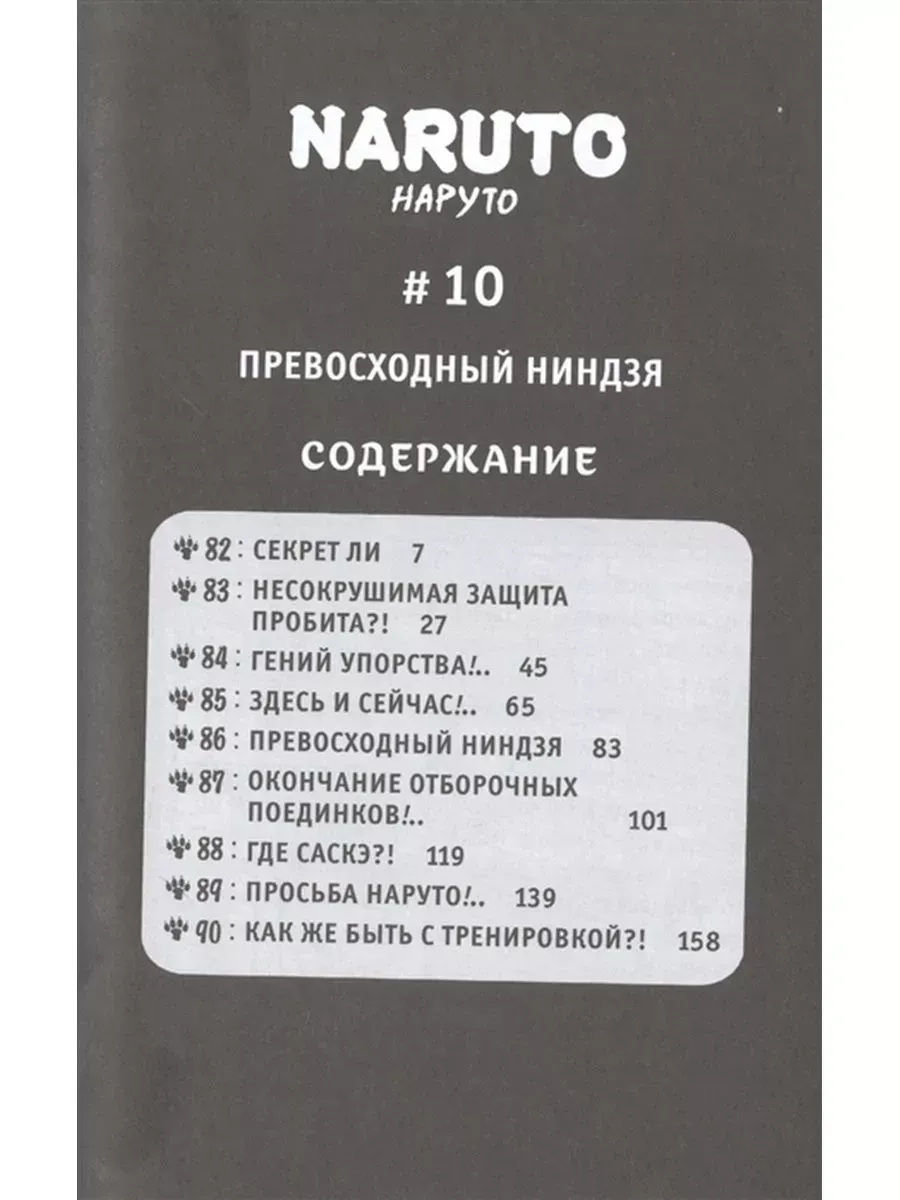 NARUTO
НАРУТО
# 10
ПРЕВОСХОДНЫЙ НИНДЗЯ
СОДЕРЖАНИЕ
82: СЕКРЕТ ЛИ 7
83: НЕСОКРУШИМАЯ ЗАЩИТА
ПРОБИТА?! 27
84: ГЕНИЙ УПОРСТВА!.. 45
85: ЗДЕСЬ И СЕЙЧАС!.. 65
86: ПРЕВОСХОДНЫЙ НИНДЗЯ 83
87: ОКОНЧАНИЕ ОТБОРОЧНЫХ
ПОЕДИНКОВ!.. 101
88: ГДЕ САСКЭ?! 119
89: ПРОСЬБА НАРУТО!.. 139
90: КАК ЖЕ БЫТЬ С ТРЕНИРОВКОЙ?! 158